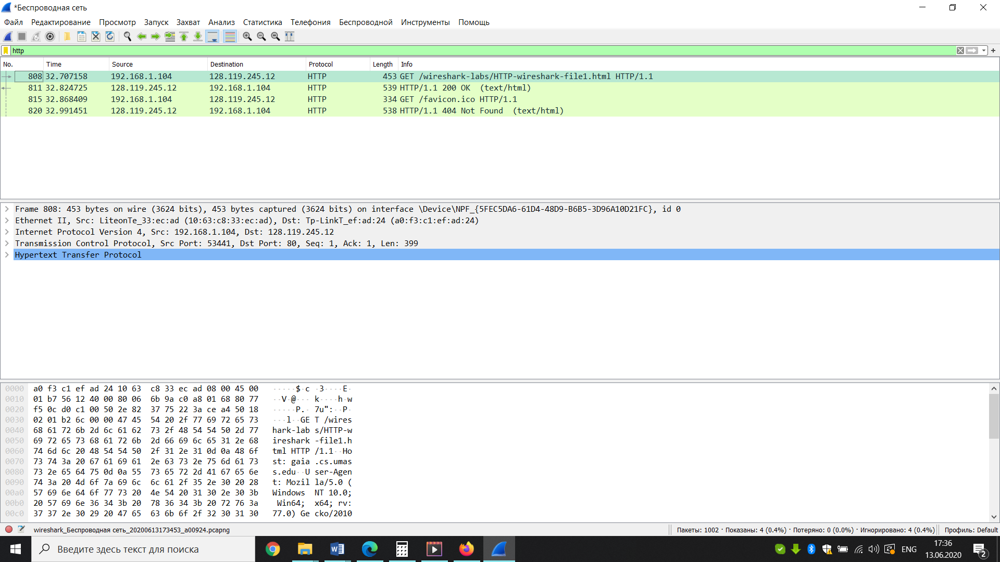 *Беспроводная сеть
Файл Редактирование Просмотр Запуск Захват Анализ Статистика Телефония Беспроводной Инструменты Помощь
http
No. Time Source Destination Protocol Length Info
808 32.707158 192.168.1.104 128.119.245.12 HTTP 453 GET /wireshark-labs/HTTP-wireshark-file1.html HTTP/1.1
811 32.824725 128.119.245.12 192.168.1.104 HTTP 539 HTTP/1.1 200 OK (text/html)
815 32.868409 192.168.1.104 128.119.245.12 HTTP 334 GET /favicon.ico HTTP/1.1
820 32.991451 128.119.245.12 192.168.1.104 HTTP 538 HTTP/1.1 404 Not Found (text/html)
Frame 808: 453 bytes on wire (3624 bits), 453 bytes captured (3624 bits) on interface \Device\NPF_{5FEC5DA6-61D4-48D9-B6B5-3D96A10D21FC}, id 0
Ethernet II, Src: LiteonTe_33:ec:ad (10:63:c8:33:ec:ad), Dst: Tp-LinkT_ef:ad:24 (a0:f3:c1:ef:ad:24)
Internet Protocol Version 4, Src: 192.168.1.104, Dst: 128.119.245.12
Transmission Control Protocol, Src Port: 53441, Dst Port: 80, Seq: 1, Ack: 1, Len: 399
Hypertext Transfer Protocol
0000 a0 f3 c1 ef ad 24 10 63 c8 33 ec ad 08 00 45 00 ·····$·c ·3····E·
0010 01 b7 56 12 40 00 80 06 6b 9a c0 a8 01 68 80 77 ··V·@··· k····h·w
0020 f5 0c d0 c1 00 50 2e 82 37 75 22 3a ce a4 50 18 ·····P.· 7u":··P·
0030 02 01 b2 6c 00 00 47 45 54 20 2f 77 69 72 65 73 ···l··GE T /wires
0040 68 61 72 6b 2d 6c 61 62 73 2f 48 54 54 50 2d 77 hark-lab s/HTTP-w
0050 69 72 65 73 68 61 72 6b 2d 66 69 6c 65 31 2e 68 ireshark -file1.h
0060 74 6d 6c 20 48 54 54 50 2f 31 2e 31 0d 0a 48 6f tml HTTP /1.1··Ho
0070 73 74 3a 20 67 61 69 61 2e 63 73 2e 75 6d 61 73 st: gaia .cs.umas
0080 73 2e 65 64 75 0d 0a 55 73 65 72 2d 41 67 65 6e s.edu··U ser-Agen
0090 74 3a 20 4d 6f 7a 69 6c 6c 61 2f 35 2e 30 20 28 t: Mozil la/5.0 (
00a0 57 69 6e 64 6f 77 73 20 4e 54 20 31 30 2e 30 3b Windows  NT 10.0;
00b0 20 57 69 6e 36 34 3b 20 78 36 34 3b 20 72 76 3a  Win64;  x64; rv:
00c0 37 37 2e 30 29 20 47 65 63 6b 6f 2f 32 30 31 30 77.0) Ge cko/2010
wireshark_Беспроводная сеть_20200613173453_a00924.pcapng Пакеты: 1002 · Показаны: 4 (0.4%) · Потеряно: 0 (0.0%) · Игнорировано: 4 (0.4%) Профиль: Default
Введите здесь текст для поиска ENG 17:36
13.06.2020 2